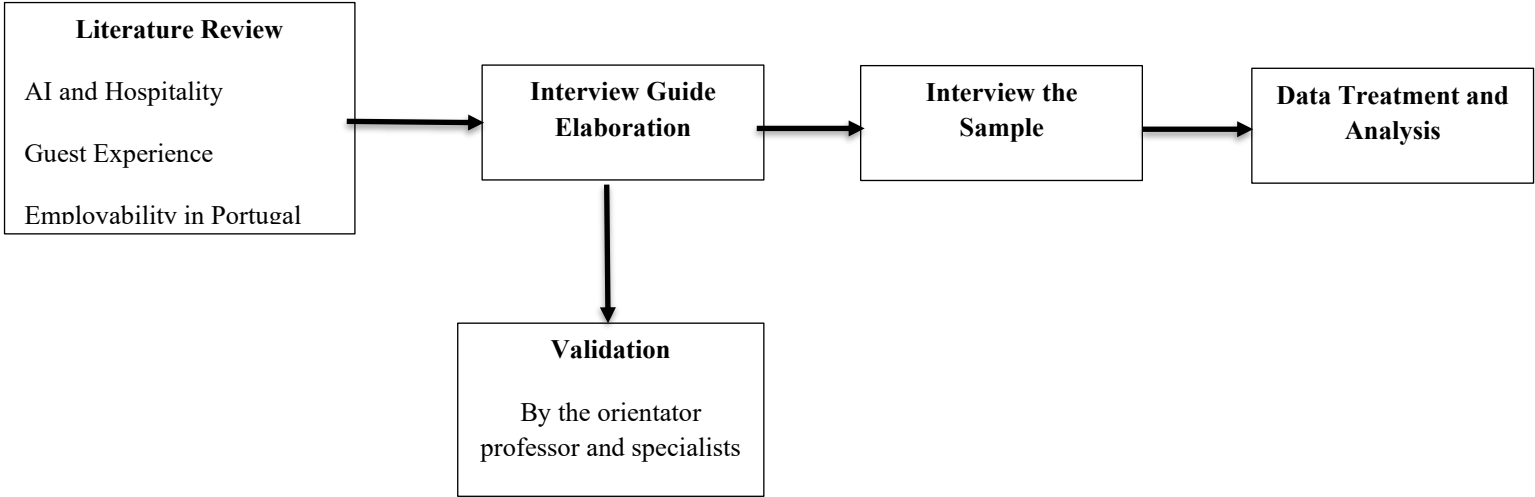 Literature Review
AI and Hospitality
Guest Experience
Employability in Portugal
Interview Guide
Elaboration
Interview the
Sample
Data Treatment and
Analysis
Validation
By the orientator
professor and specialists